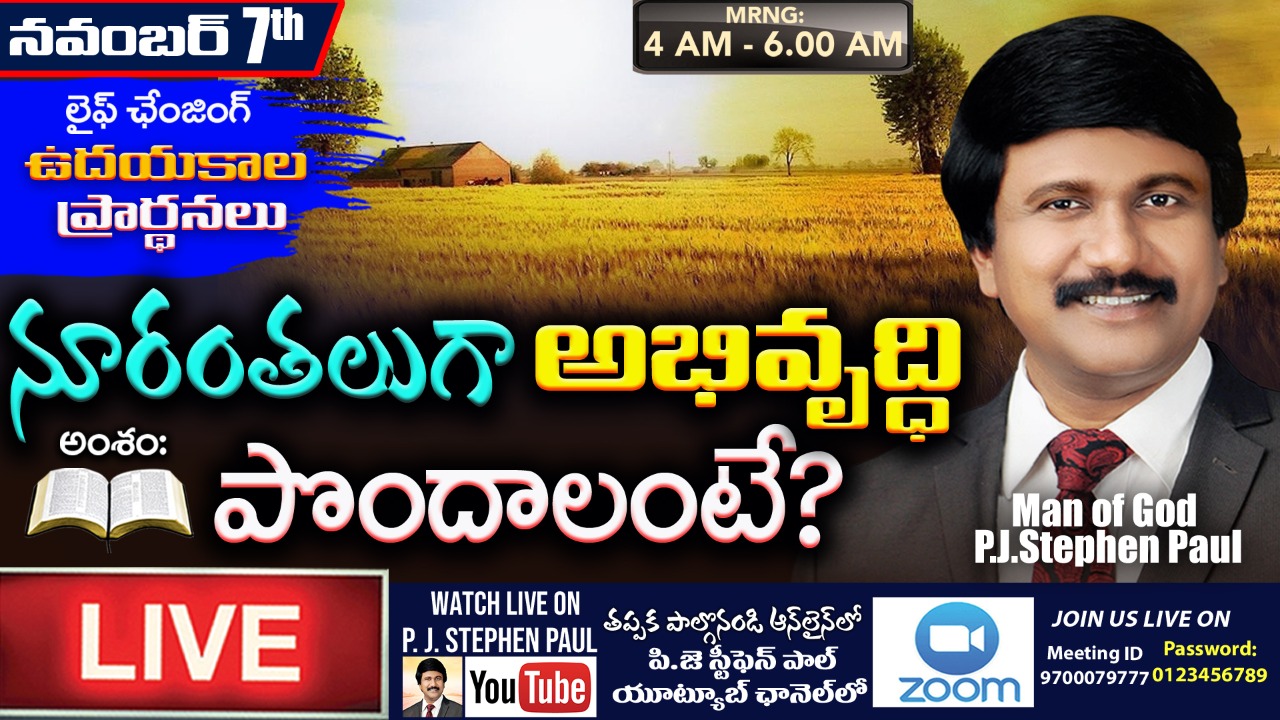 నవంబర్ 7th
MRNG:
4 AM - 6.00 AM
లైఫ్ ఛేంజింగ్
ఉదయకాల
ప్రార్థనలు
నూరంతలుగా అభివృద్ధి
అంశం:
పొందాలంటే?
Man of God
P.J.Stephen Paul
LIVE
WATCH LIVE ON
P. J. STEPHEN PAUL
YouTube
తప్పక పాల్గొనండి ఆన్‌లైన్‌లో
పి.జె స్టీఫెన్ పాల్
యూట్యూబ్ ఛానెల్‌లో
zoom
JOIN US LIVE ON
Meeting ID
9700079777
Password:
0123456789